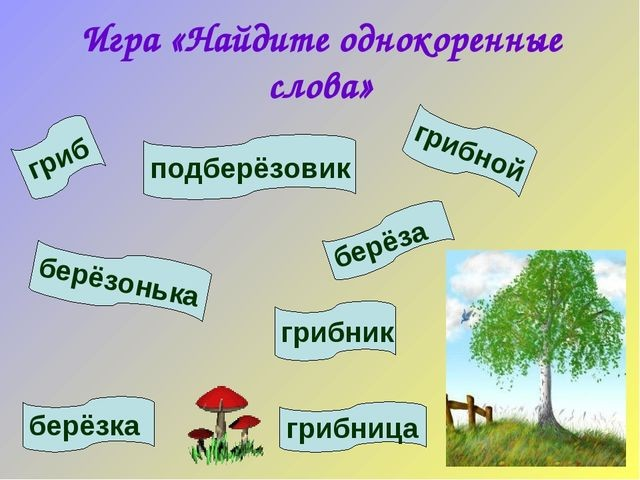 Игра «Найдите однокоренные
слова»
гриб
подберёзовик
грибной
берёза
берёзонька
грибник
берёзка
грибница